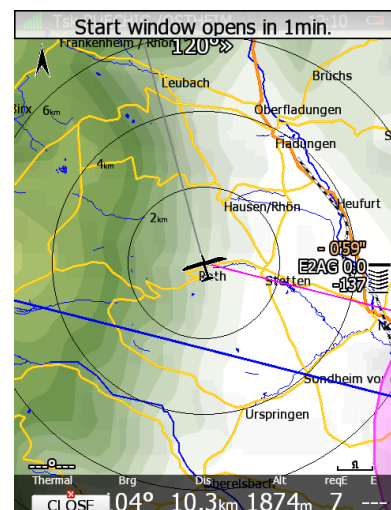 Start window opens in 1min.
Frankenheim / Rhön
120°»
Leubach
Brüchs
Birx
6km
Oberfladungen
Fladungen
4km
2km
Hausen/Rhön
Heufurt
- 0'59"
E2AG 0.0
-137
Roth
Stetten
Sondheim vo
Urspringen
Oberelsbach
Thermal Brg Dis Alt reqE E
CLOSE 104° 10.3km 1874m 7 ---